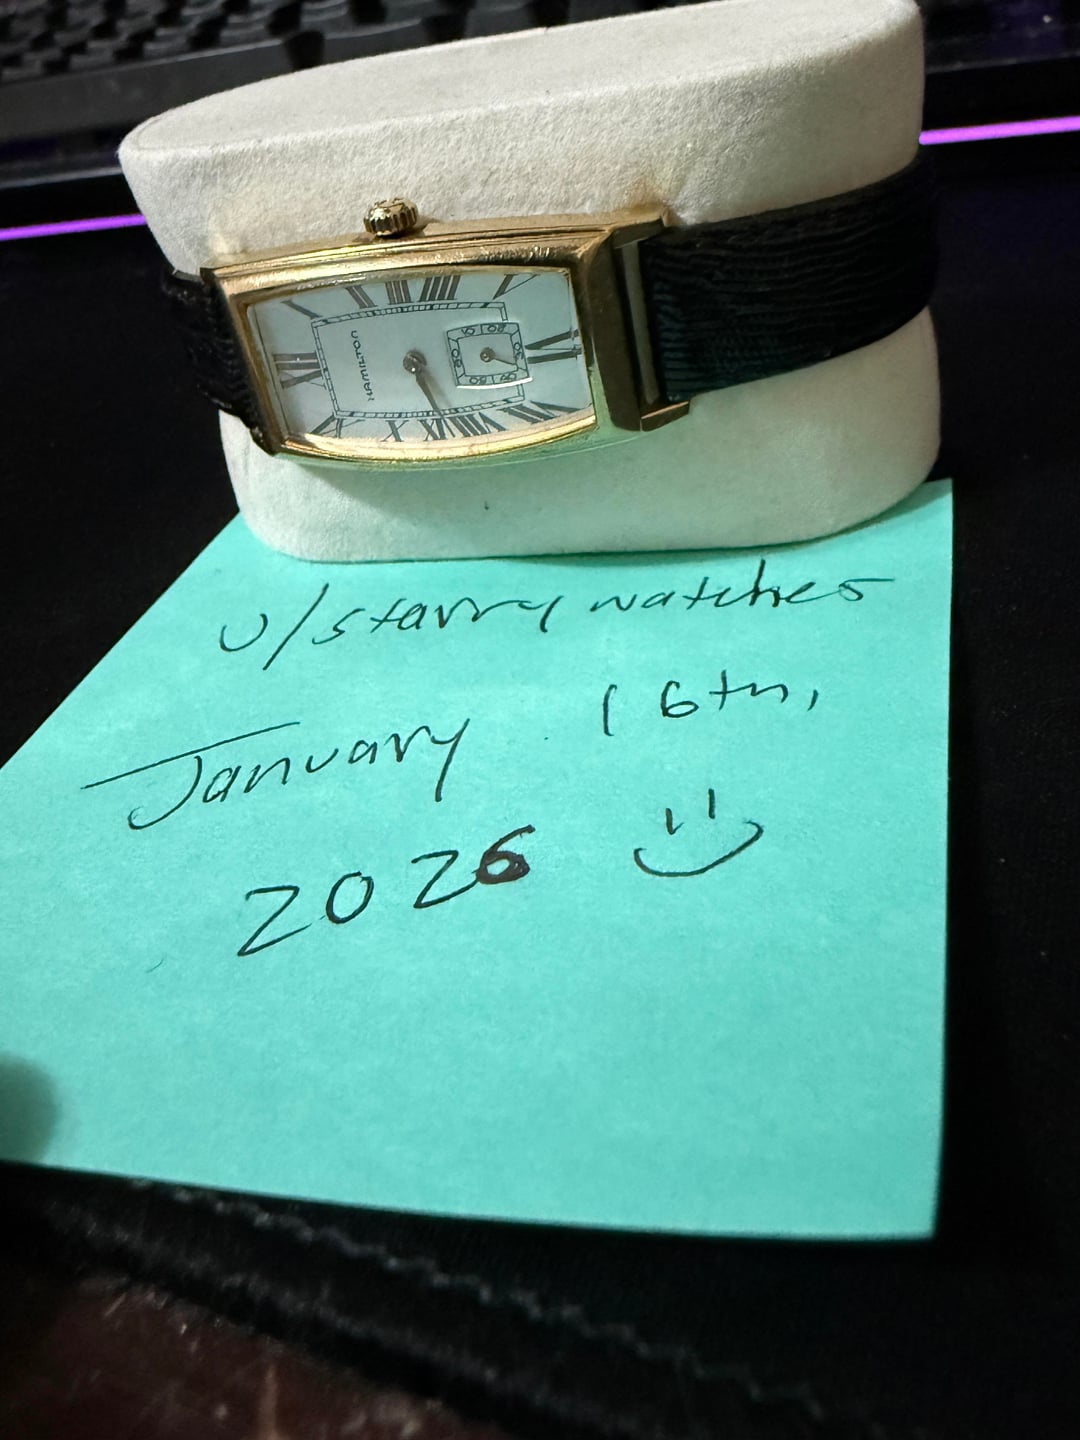 HAMILTON
u/starrywatches
January 16th,
2026